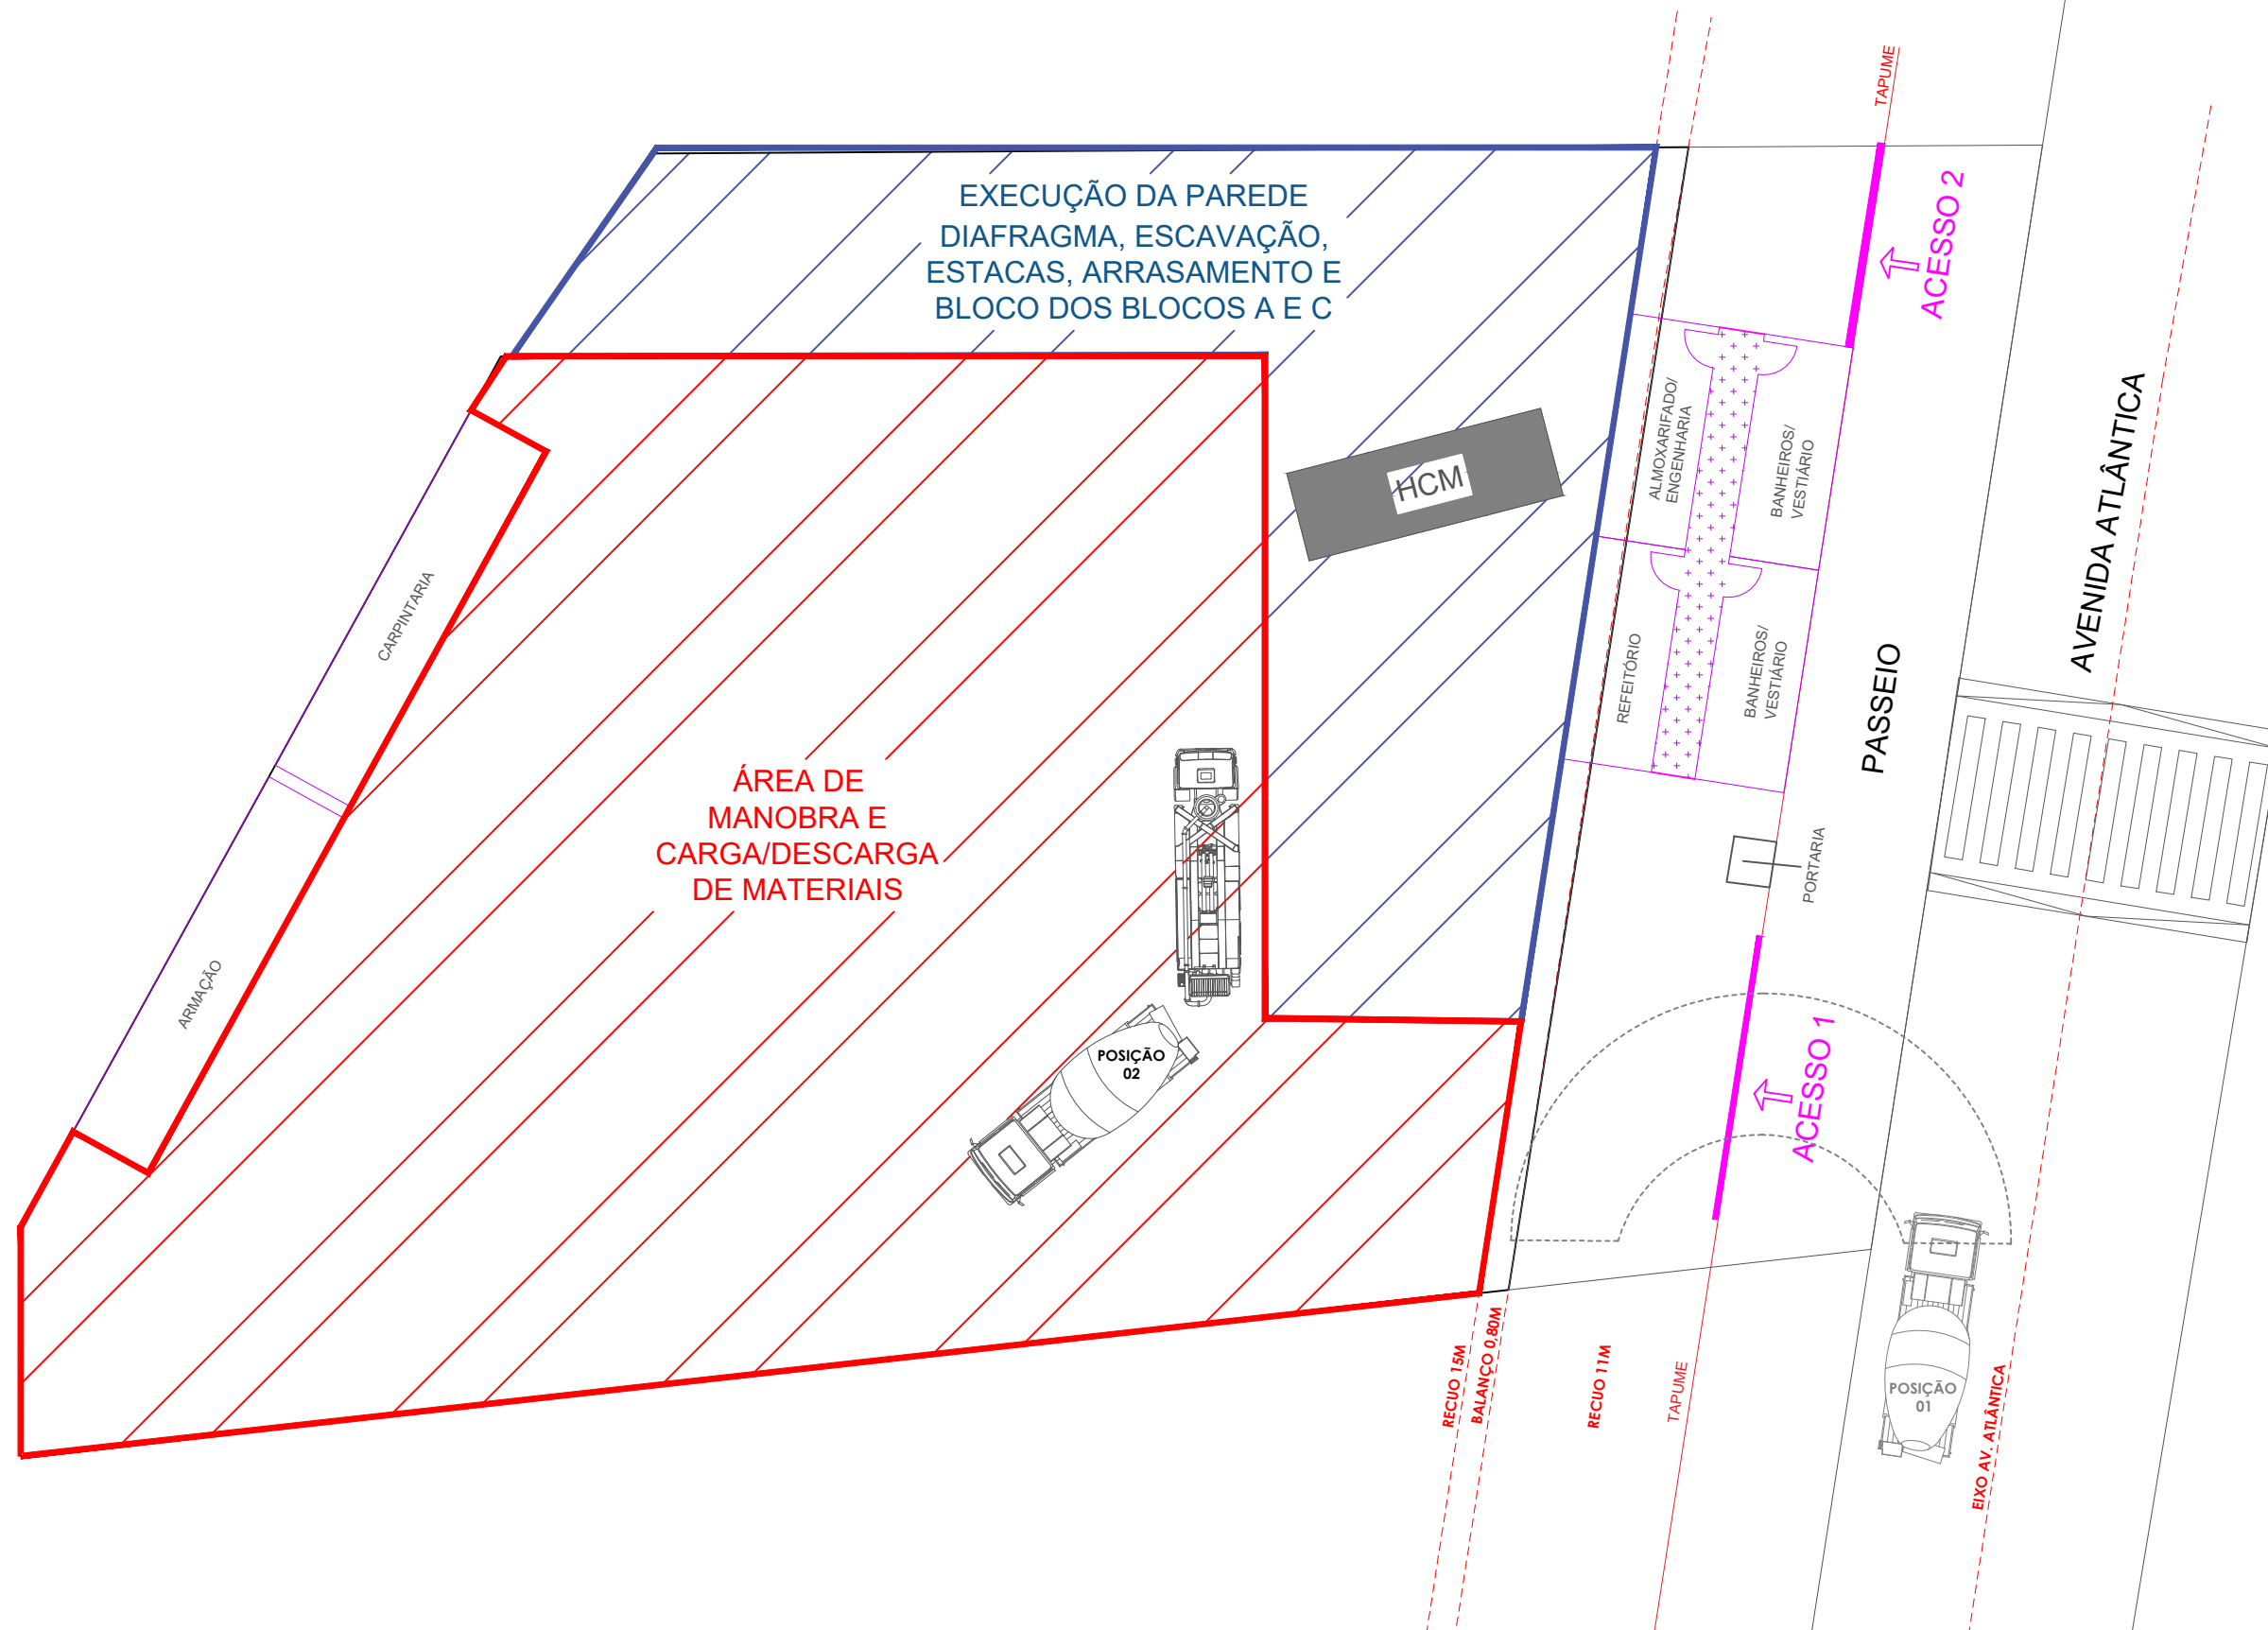 TAPUME
EXECUÇÃO DA PAREDE
DIAFRAGMA, ESCAVAÇÃO,
ESTACAS, ARRASAMENTO E
BLOCO DOS BLOCOS A E C
ACESSO 2
HCM
ALMOXARIFADO/
ENGENHARIA
BANHEIROS/
VESTIÁRIO
AVENIDA ATLÂNTICA
CARPINTARIA
REFEITÓRIO
BANHEIROS/
VESTIÁRIO
PASSEIO
ÁREA DE
MANOBRA E
CARGA/DESCARGA
DE MATERIAIS
PORTARIA
ARMAÇÃO
POSIÇÃO
02
ACESSO 1
RECUO 15M
BALANÇO 0,80M
RECUO 11M
TAPUME
POSIÇÃO
01
EIXO AV. ATLÂNTICA